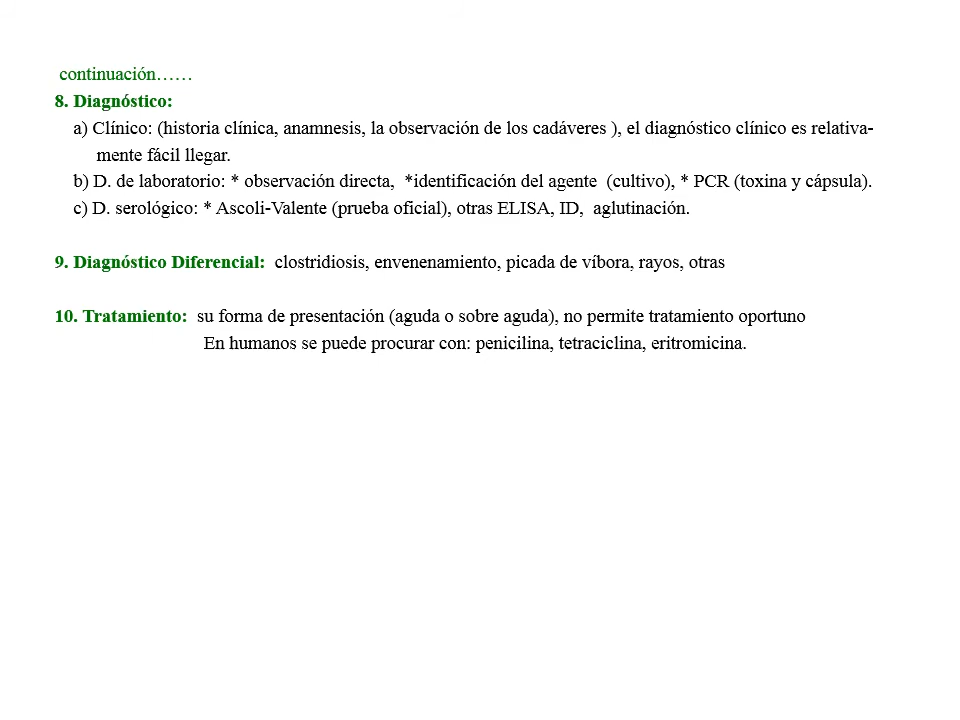 continuación……
8. Diagnóstico:
a) Clínico: (historia clínica, anamnesis, la observación de los cadáveres ), el diagnóstico clínico es relativa-
mente fácil llegar.
b) D. de laboratorio: * observación directa,  *identificación del agente  (cultivo), * PCR (toxina y cápsula).
c) D. serológico: * Ascoli-Valente (prueba oficial), otras ELISA, ID,  aglutinación.
9. Diagnóstico Diferencial:  clostridiosis, envenenamiento, picada de víbora, rayos, otras
10. Tratamiento:  su forma de presentación (aguda o sobre aguda), no permite tratamiento oportuno
En humanos se puede procurar con: penicilina, tetraciclina, eritromicina.